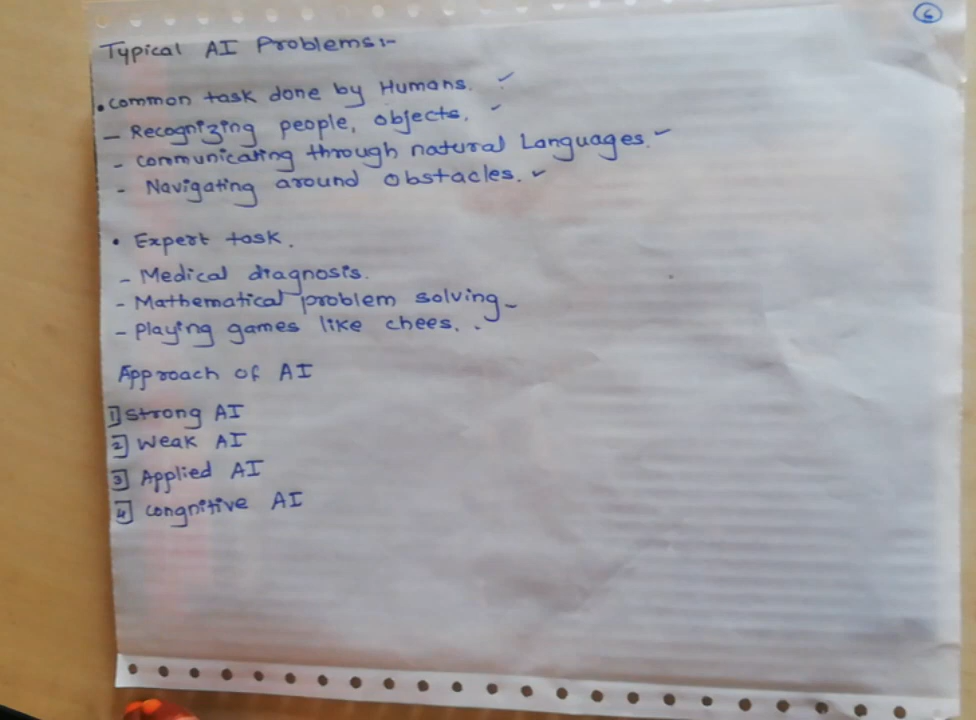 6
Typical AI Problems:-
• common task done by Humans.
- Recognizing people, objects.
- communicating through natural Languages.
- Navigating around obstacles.
• Expert task.
- Medical diagnosis.
- Mathematical problem solving
- playing games like chees.
Approach of AI
1] strong AI
2] Weak AI
3] Applied AI
4] congnitive AI